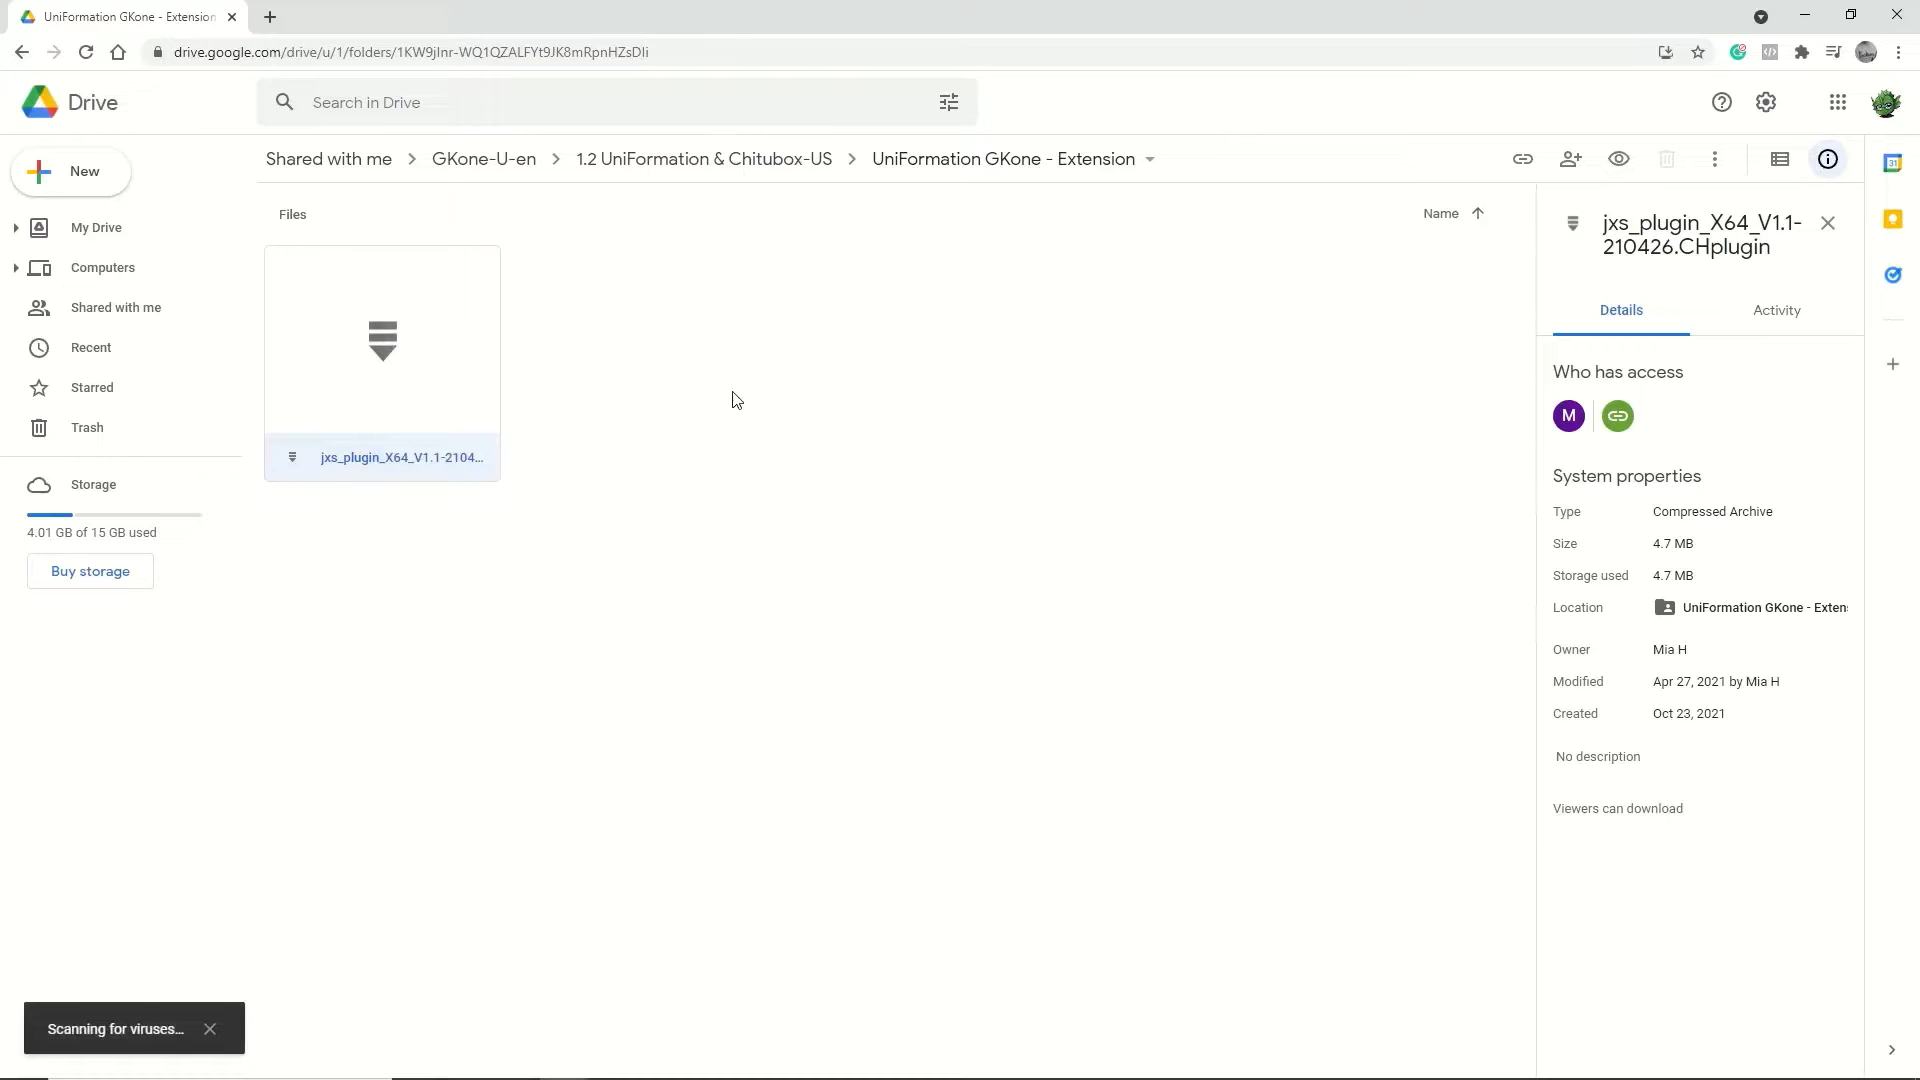 UniFormation GKone - Extension
drive.google.com/drive/u/1/folders/1KW9jInr-WQ1QZALFYt9JK8mRpnHZsDIi
Drive
Search in Drive
New
Shared with me > GKone-U-en > 1.2 UniFormation & Chitubox-US > UniFormation GKone - Extension
My Drive
Computers
Shared with me
Recent
Starred
Trash
Storage
4.01 GB of 15 GB used
Buy storage
Files
Name
jxs_plugin_X64_V1.1-2104...
jxs_plugin_X64_V1.1-
210426.CHplugin
Details
Activity
Who has access
M
System properties
Type Compressed Archive
Size 4.7 MB
Storage used 4.7 MB
Location UniFormation GKone - Exten
Owner Mia H
Modified Apr 27, 2021 by Mia H
Created Oct 23, 2021
No description
Viewers can download
31
Scanning for viruses...